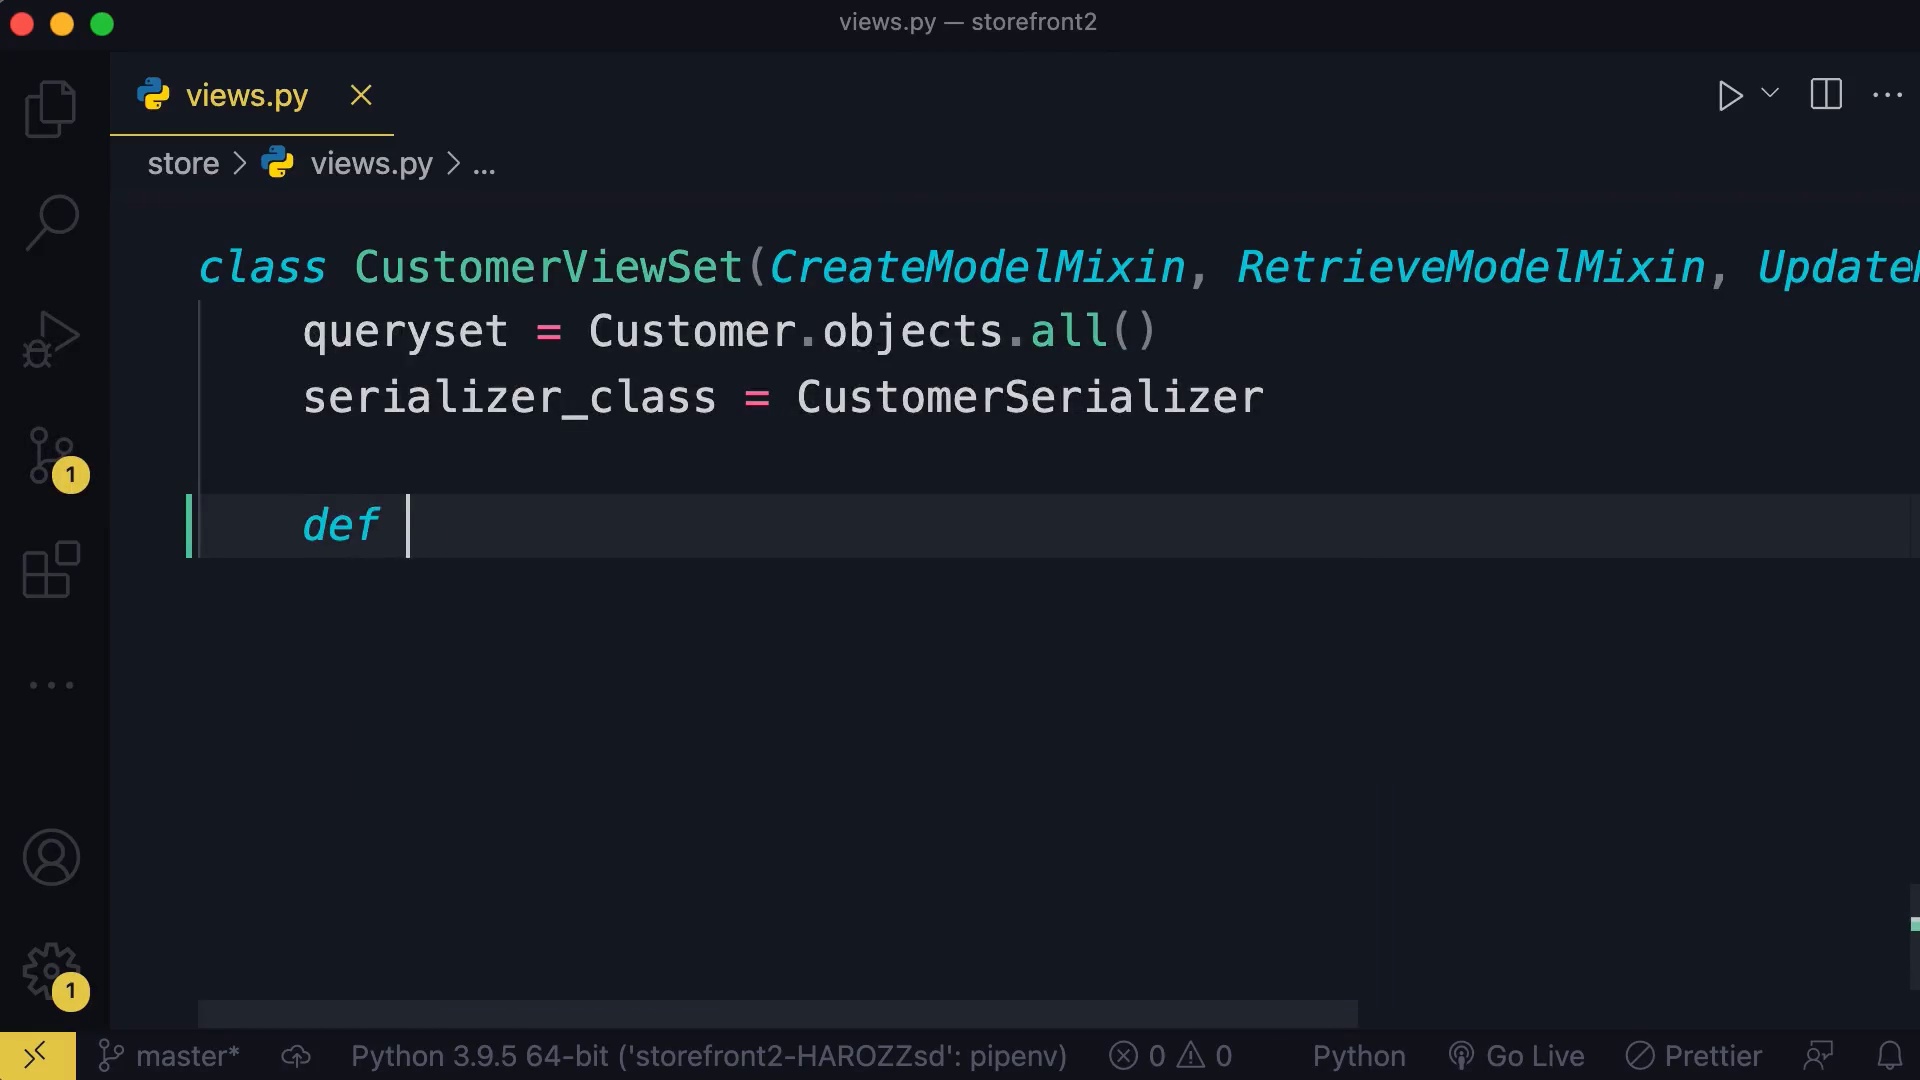 views.py — storefront2
views.py
store > views.py > ...
class CustomerViewSet(CreateModelMixin, RetrieveModelMixin, Update
queryset = Customer.objects.all()
serializer_class = CustomerSerializer
def
1
1
master* Python 3.9.5 64-bit ('storefront2-HAROZZsd': pipenv) 0 0 Python Go Live Prettier